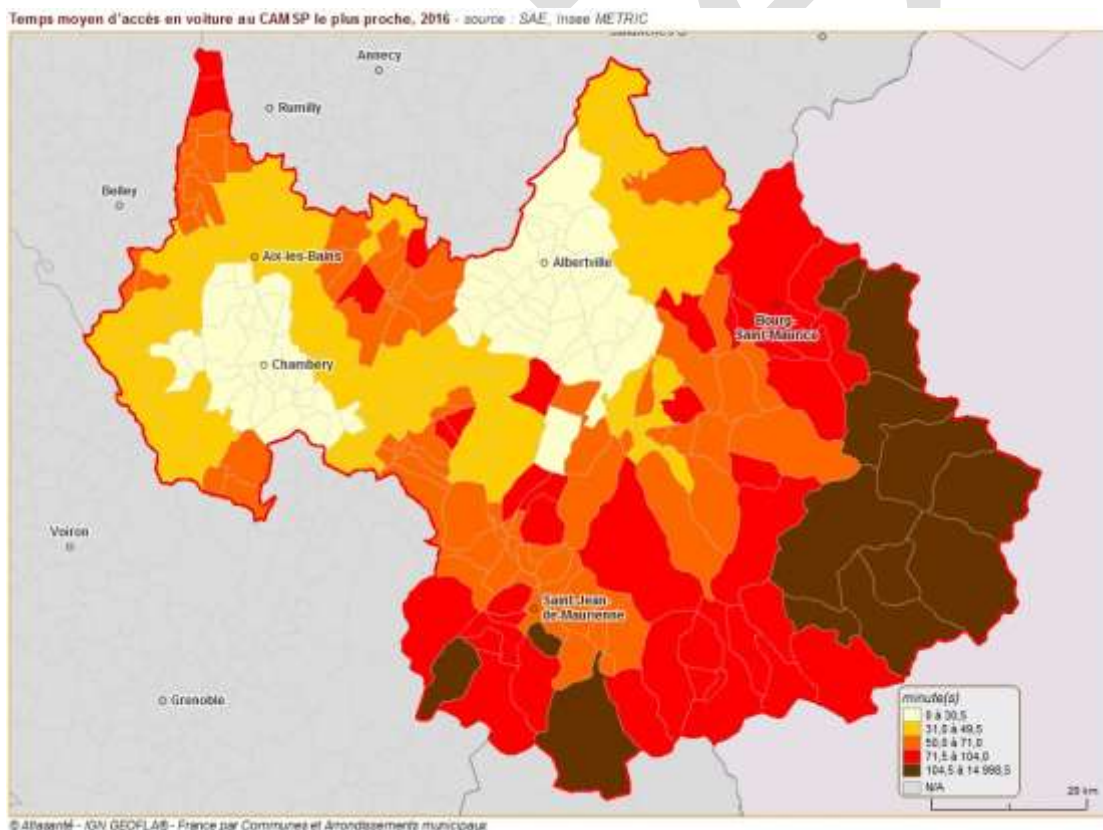 Temps moyen d'accès en voiture au CAMSP le plus proche, 2016 - source : SAE, Insee METRIC
Annecy
Rumilly
Belley
Aix-les-Bains
Albertville
Bourg-
Saint-Maurice
Chambéry
Voiron
Saint-Jean-
de-Maurienne
Grenoble
minute(s)
0 à 30,5
31,0 à 49,5
50,0 à 71,0
71,5 à 104,0
104,5 à 14 998,5
N/A
20 km
© Atlasanté - IGN GEOFLA® - France par Communes et Arrondissements municipaux